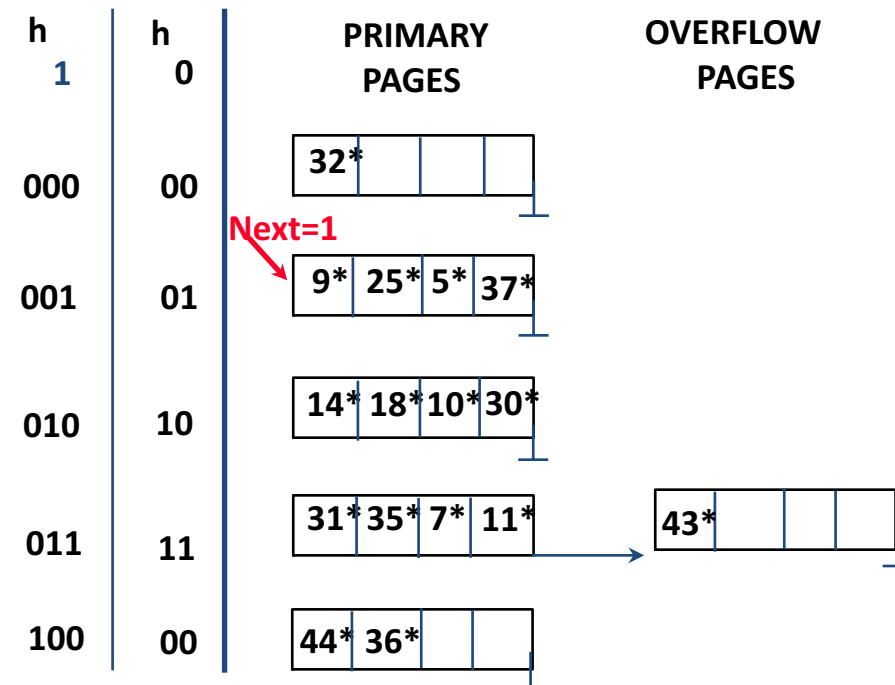 h h PRIMARY OVERFLOW
1 0 PAGES PAGES
32*
000 00
Next=1
9* 25* 5* 37*
001 01
14* 18* 10* 30*
010 10
31* 35* 7* 11* 43*
011 11
100 00 44* 36*